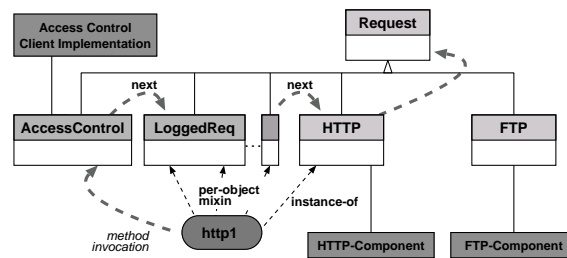 Access Control
Client Implementation
Request
next
next
AccessControl
LoggedReq
...
HTTP
FTP
per-object
mixin
instance-of
method
invocation
http1
HTTP-Component
FTP-Component